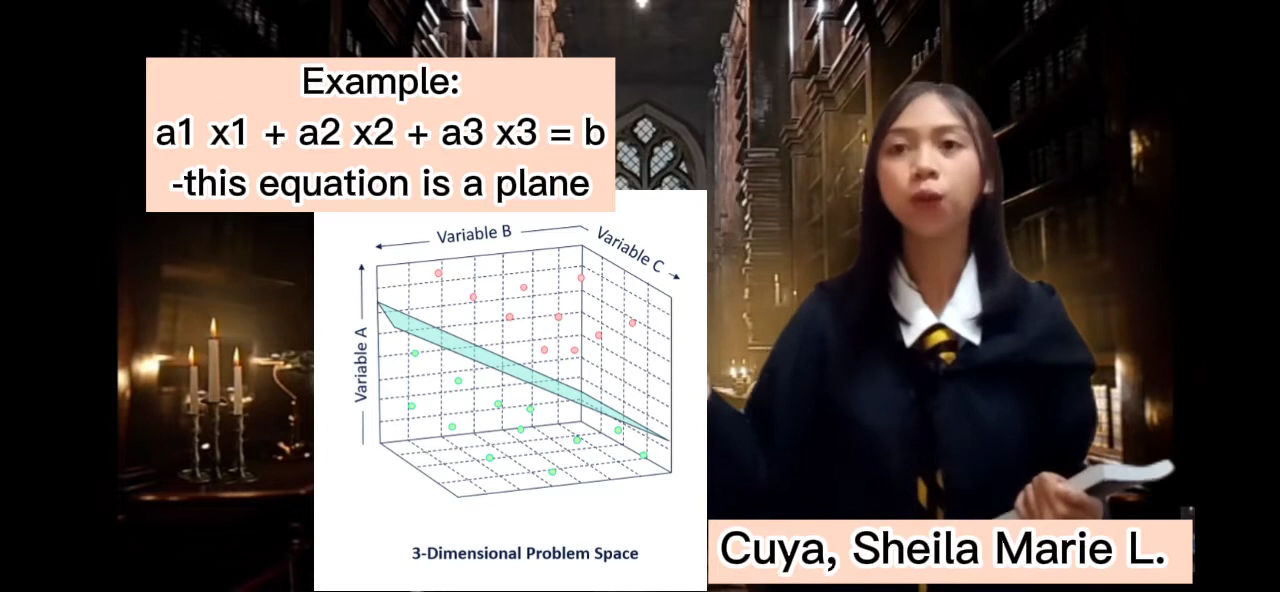 Example:
a1 x1 + a2 x2 + a3 x3 = b
-this equation is a plane
Variable B
Variable C
Variable A
3-Dimensional Problem Space
Cuya, Sheila Marie L.